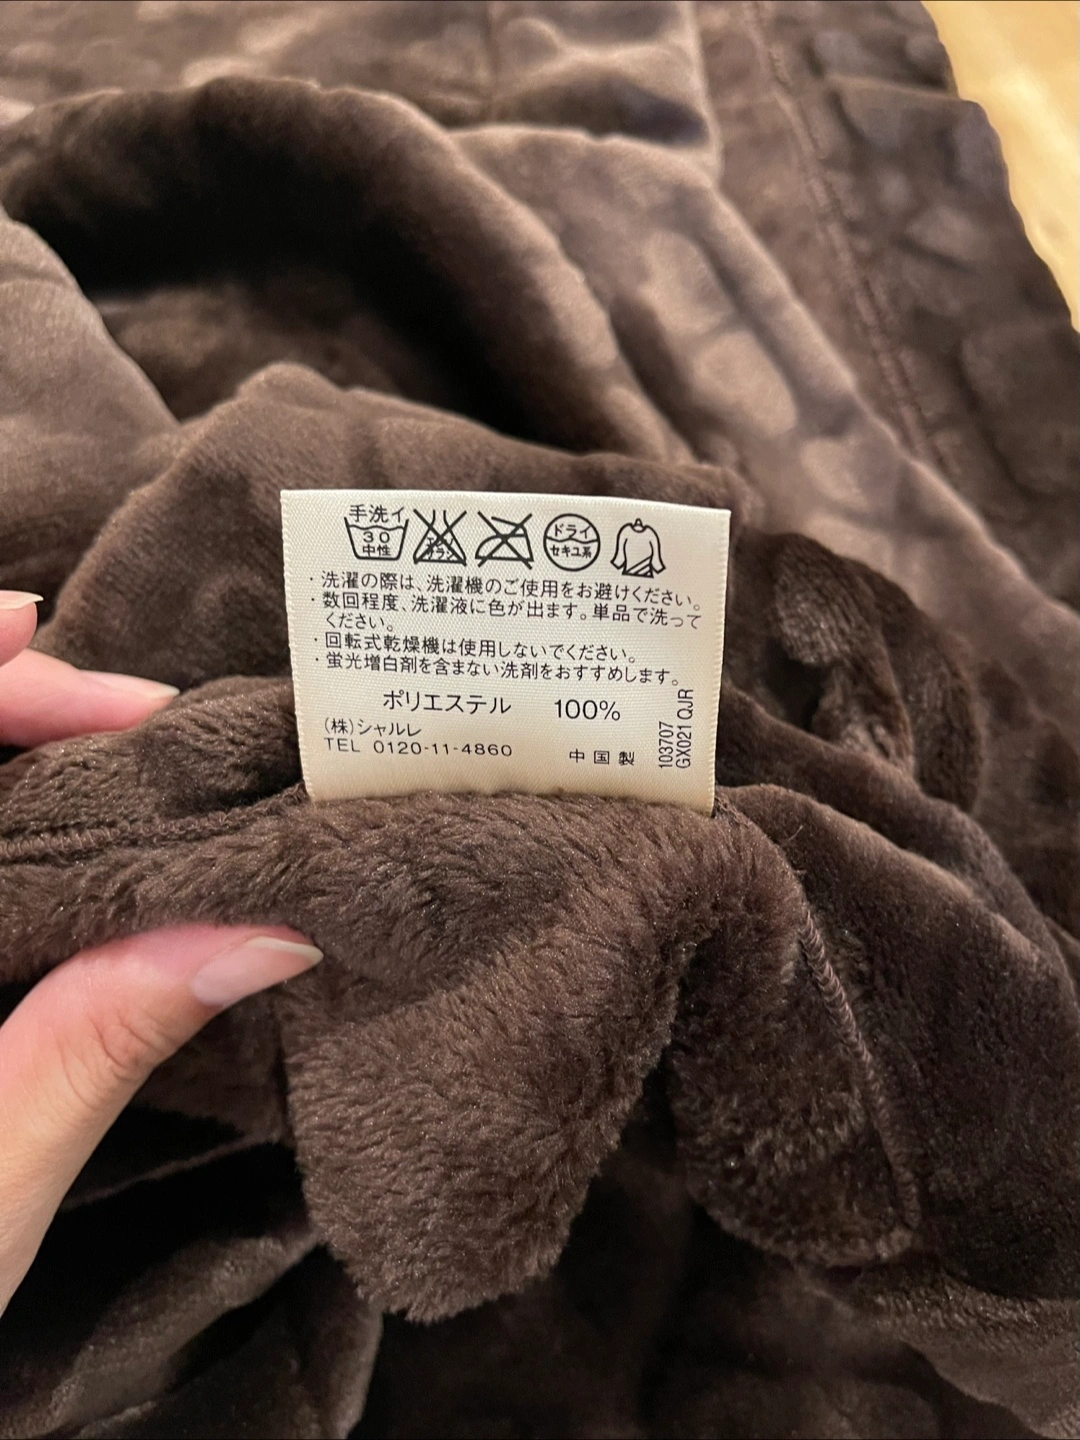 手洗イ
30
中性
エンソ
サラシ
ドライ
セキユ系
・洗濯の際は、洗濯機のご使用をお避けください。
・数回程度、洗濯液に色が出ます。単品で洗って
ください。
・回転式乾燥機は使用しないでください。
・蛍光増白剤を含まない洗剤をおすすめします。
ポリエステル 100%
(株)シャルレ
TEL 0120-11-4860
中国製
103707
GX021 QJR